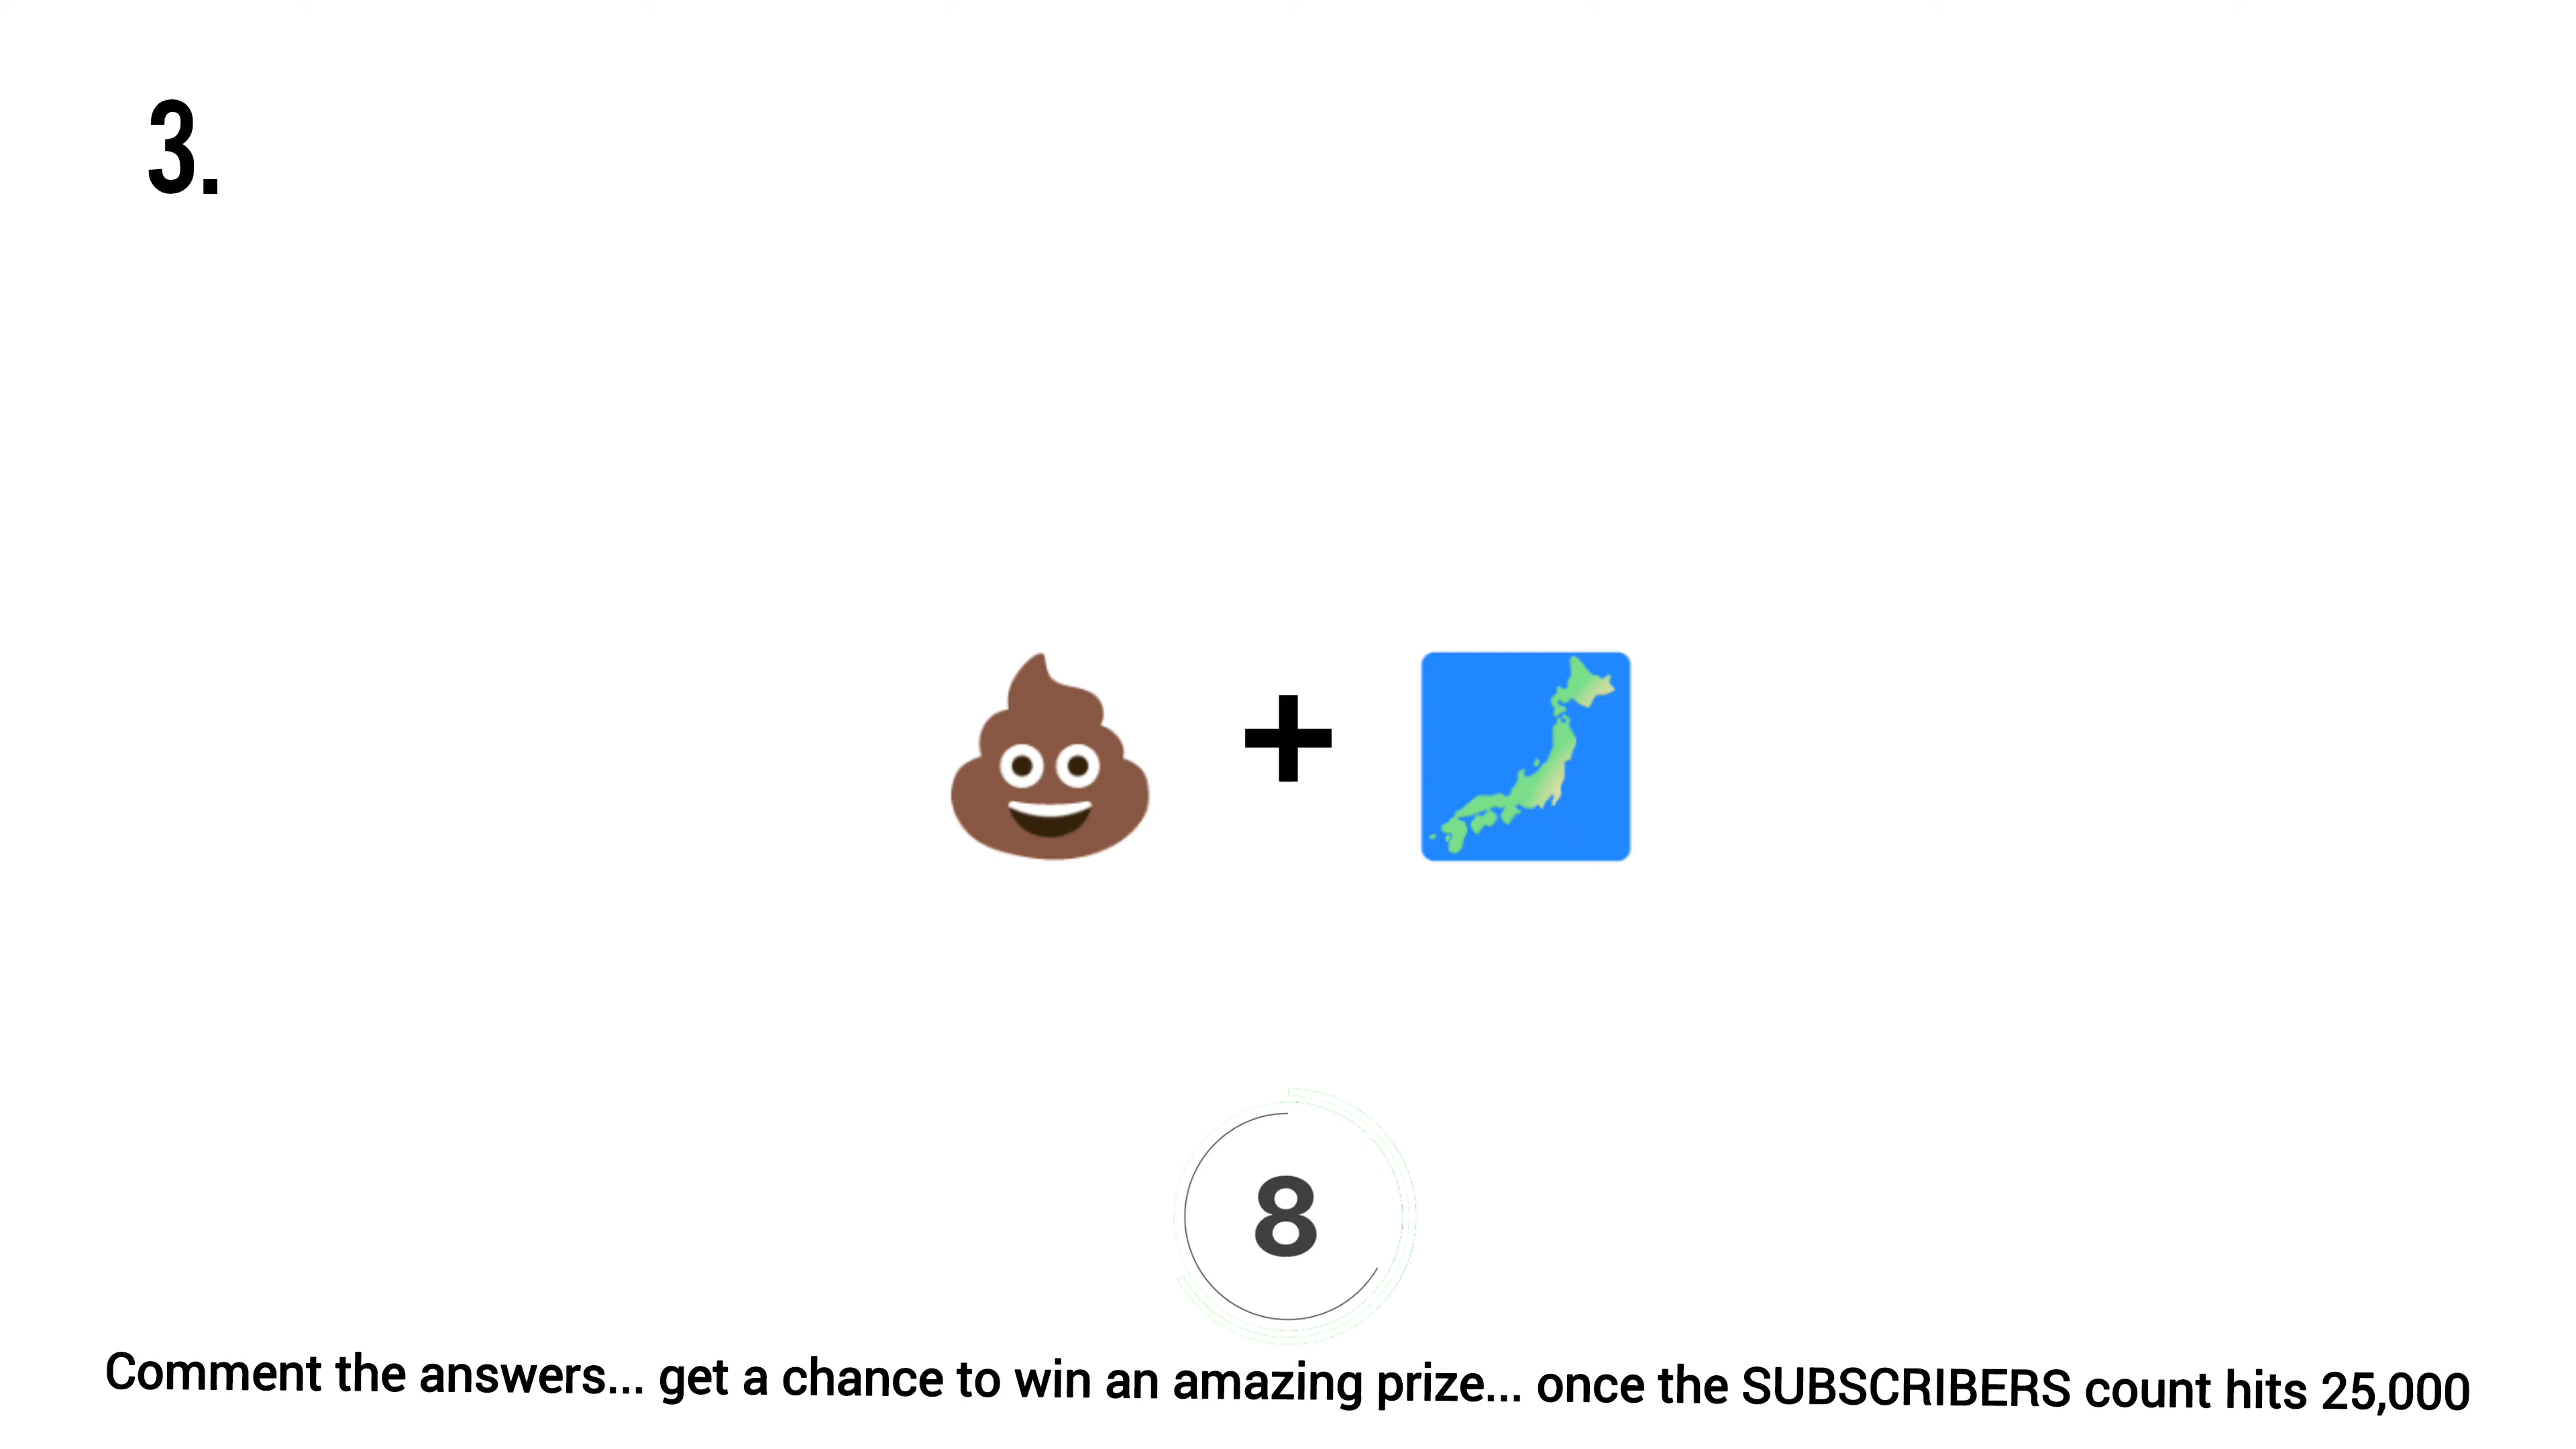 3.
+
8
Comment the answers... get a chance to win an amazing prize... once the SUBSCRIBERS count hits 25,000